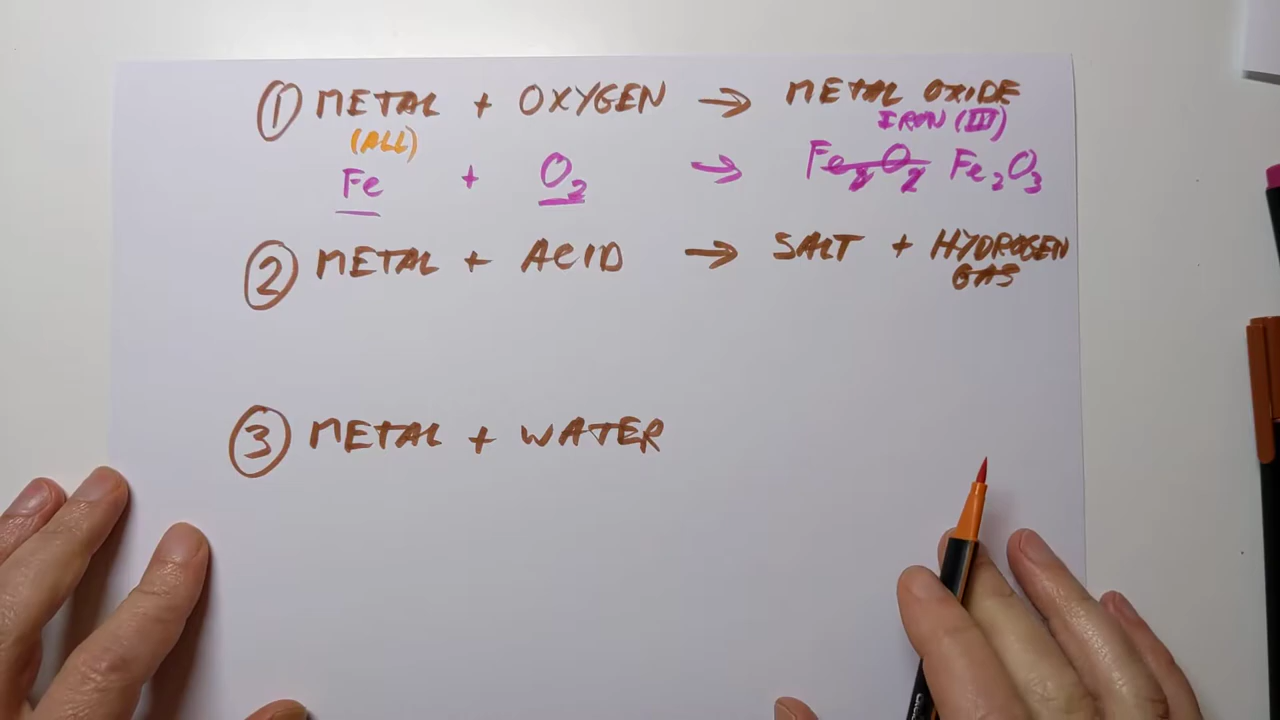 ① METAL + OXYGEN → METAL OXIDE
(ALL) IRON (III)
Fe + O₂ → FexOy Fe₂O₃
② METAL + ACID → SALT + HYDROGEN
GAS
③ METAL + WATER